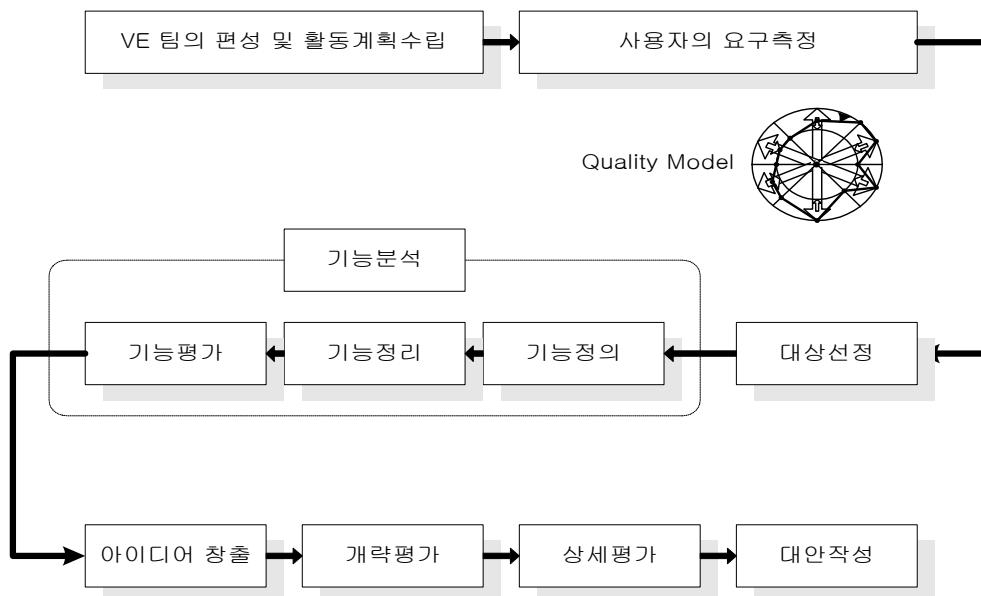 VE 팀의 편성 및 활동계획수립
사용자의 요구측정
Quality Model
기능분석
기능평가
기능정리
기능정의
대상선정
아이디어 창출
개략평가
상세평가
대안작성